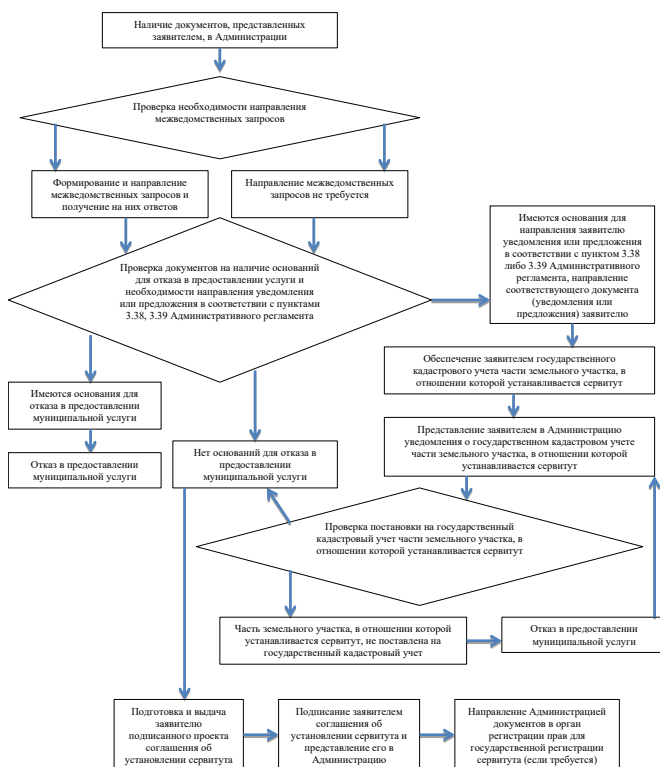 Наличие документов, представленных
заявителем, в Администрации
Проверка необходимости направления
межведомственных запросов
Формирование и направление
межведомственных запросов и
получение на них ответов
Направление межведомственных
запросов не требуется
Имеются основания для
направления заявителю
уведомления или предложения
в соответствии с пунктом 3.38
либо 3.39 Административного
регламента, направление
соответствующего документа
(уведомления или
предложения) заявителю
Проверка документов на наличие оснований
для отказа в предоставлении услуги и
необходимости направления уведомления
или предложения в соответствии с пунктами
3.38, 3.39 Административного регламента
Обеспечение заявителем государственного
кадастрового учета части земельного участка, в
отношении которой устанавливается сервитут
Имеются основания для
отказа в предоставлении
муниципальной услуги
Представление заявителем в Администрацию
уведомления о государственном кадастровом учете
части земельного участка, в отношении которой
устанавливается сервитут
Отказ в предоставлении
муниципальной услуги
Нет оснований для отказа в
предоставлении
муниципальной услуги
Проверка постановки на государственный
кадастровый учет части земельного участка, в
отношении которой устанавливается сервитут
Часть земельного участка, в отношении которой
устанавливается сервитут, не поставлена на
государственный кадастровый учет
Отказ в предоставлении
муниципальной услуги
Подготовка и выдача
заявителю
подписанного проекта
соглашения об
установлении сервитута
Подписание заявителем
соглашения об
установлении сервитута и
представление его в
Администрацию
Направление Администрацией
документов в орган
регистрации прав для
государственной регистрации
сервитута (если требуется)